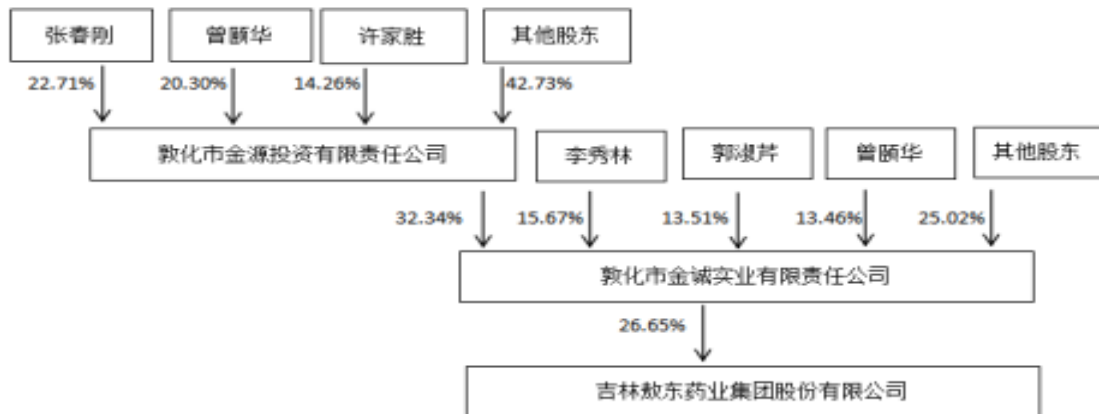 张春刚 曾颐华 许家胜 其他股东
22.71% 20.30% 14.26% 42.73%
敦化市金源投资有限责任公司 李秀林 郭淑芹 曾颐华 其他股东
32.34% 15.67% 13.51% 13.46% 25.02%
敦化市金诚实业有限责任公司
26.65%
吉林敖东药业集团股份有限公司